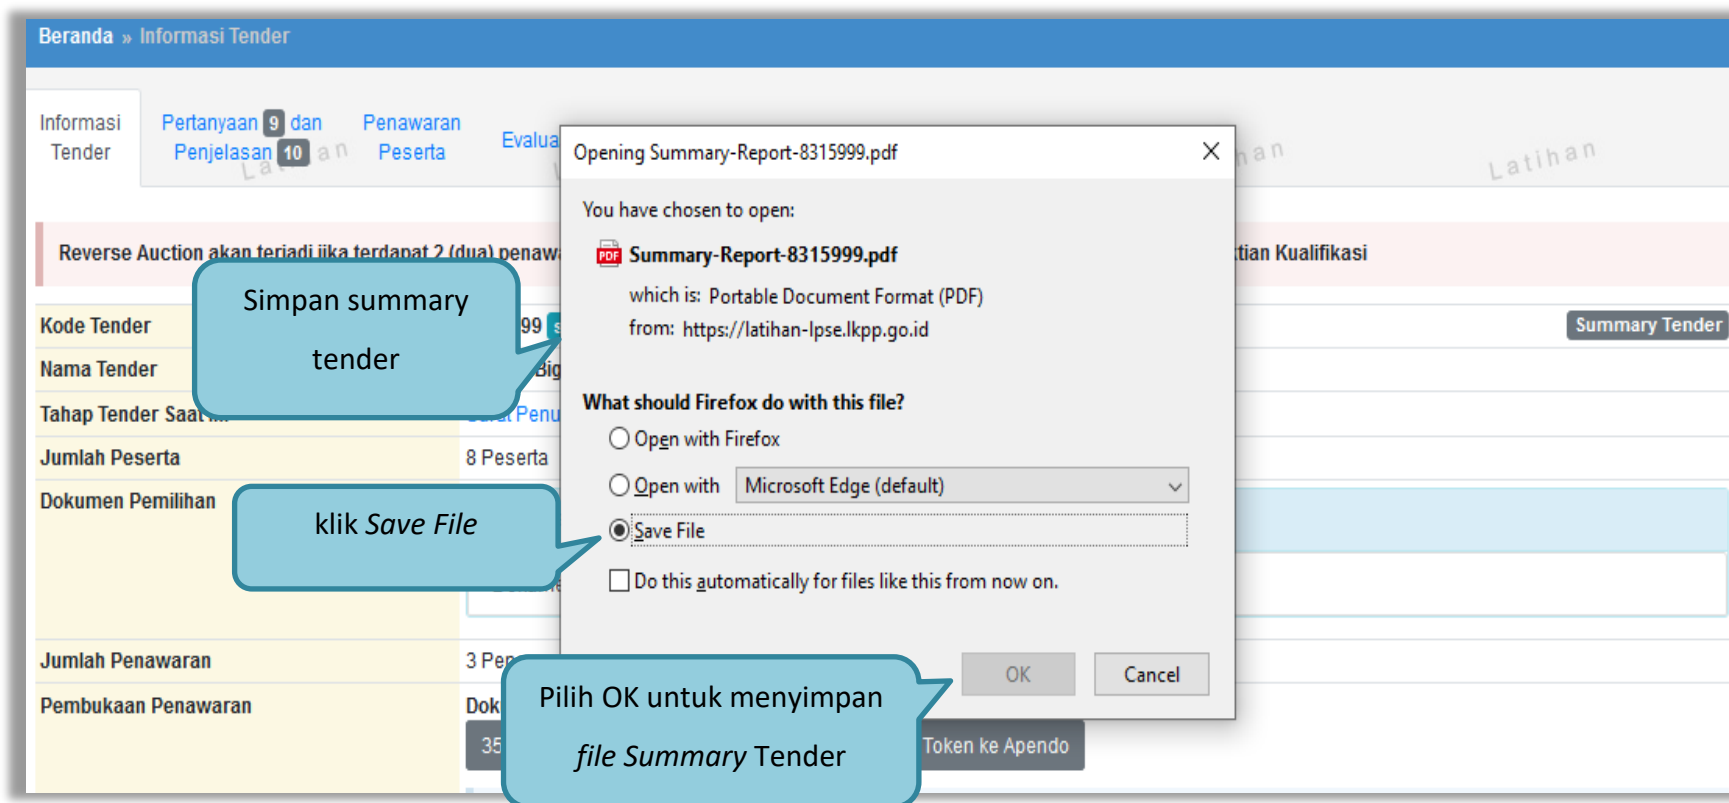 Beranda » Informasi Tender
Informasi Tender
Pertanyaan 9 dan Penjelasan 10
Penawaran Peserta
Latihan
Latihan
Reverse Auction akan terjadi jika terdapat 2 (dua)
Kualifikasi
Kode Tender
99
Summary Tender
Nama Tender
Tahap Tender Saat
Jumlah Peserta
8 Peserta
Dokumen Pemilihan
Jumlah Penawaran
3
Pembukaan Penawaran
35
Token ke Apendo
Simpan summary
tender
klik Save File
Pilih OK untuk menyimpan
file Summary Tender
Opening Summary-Report-8315999.pdf
You have chosen to open:
PDF Summary-Report-8315999.pdf
which is: Portable Document Format (PDF)
from: https://latihan-lpse.lkpp.go.id
What should Firefox do with this file?
Open with Firefox
Open with Microsoft Edge (default)
Save File
Do this automatically for files like this from now on.
OK Cancel